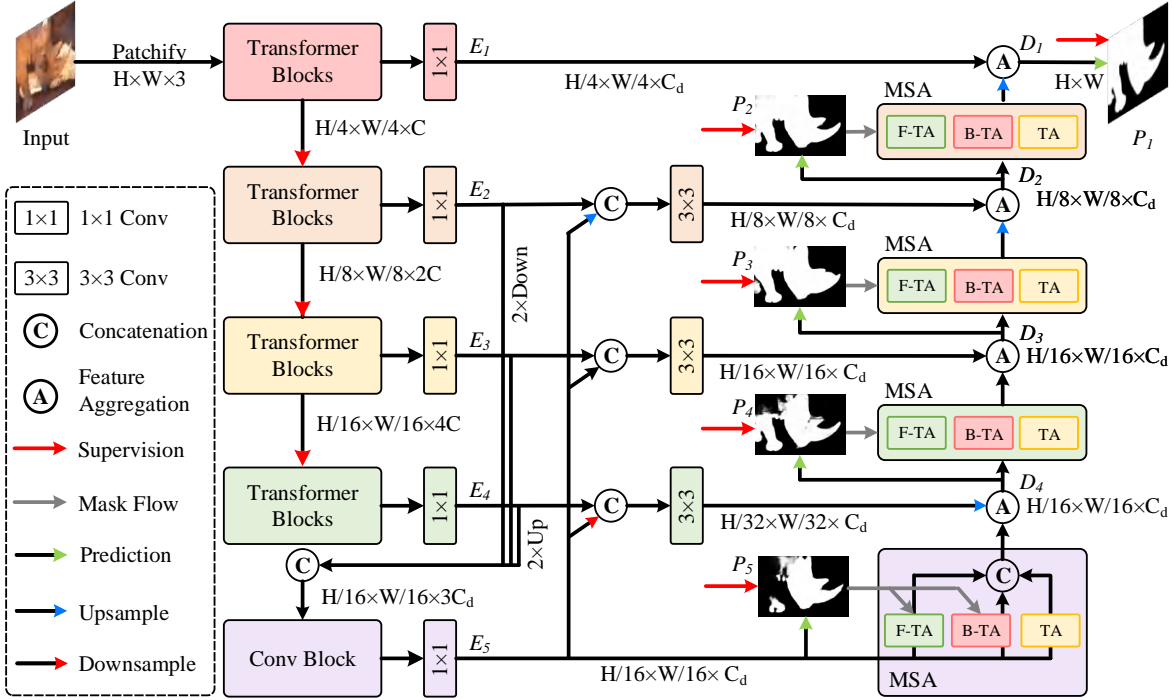 Patchify
H×W×3
Input
Transformer
Blocks
1×1
E1
H/4×W/4×Cd
A
D1
H×W
P1
MSA
F-TA
B-TA
TA
P2
H/4×W/4×C
Transformer
Blocks
1×1
E2
C
3×3
H/8×W/8× Cd
D2
A
H/8×W/8×Cd
H/8×W/8×2C
2×Down
MSA
F-TA
B-TA
TA
P3
Transformer
Blocks
1×1
E3
C
3×3
H/16×W/16× Cd
D3
A
H/16×W/16×Cd
H/16×W/16×4C
MSA
F-TA
B-TA
TA
P4
Transformer
Blocks
1×1
E4
2×Up
C
3×3
H/32×W/32× Cd
D4
A
H/16×W/16×Cd
C
H/16×W/16×3Cd
P5
C
F-TA
B-TA
TA
MSA
Conv Block
1×1
E5
H/16×W/16× Cd
1×1
1×1 Conv
3×3
3×3 Conv
C
Concatenation
A
Feature
Aggregation
Supervision
Mask Flow
Prediction
Upsample
Downsample